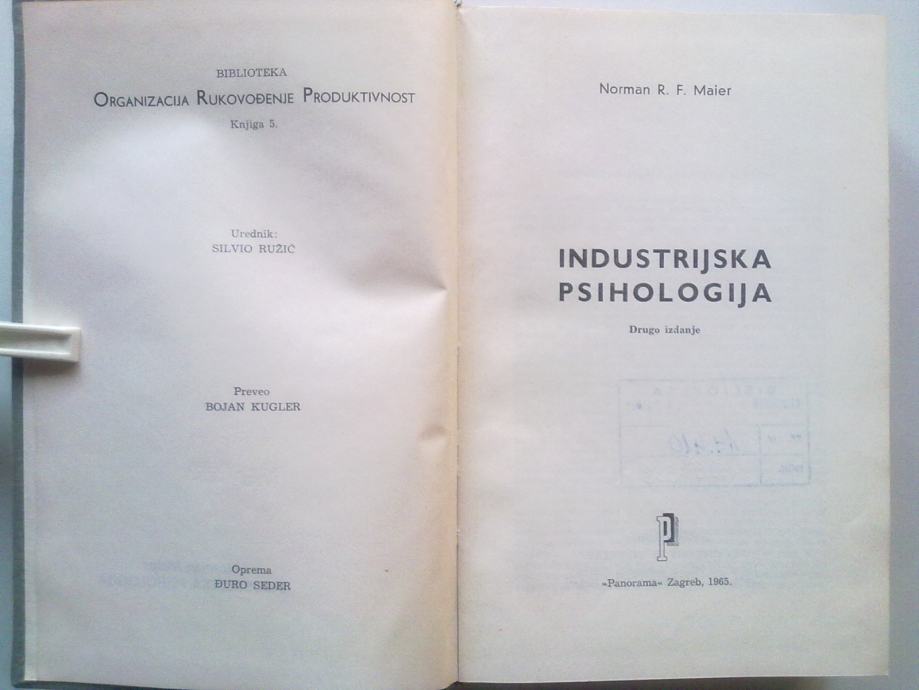 BIBLIOTEKA
ORGANIZACIJA RUKOVOĐENJE PRODUKTIVNOST
Knjiga 5.
Urednik:
SILVIO RUŽIĆ
Preveo
BOJAN KUGLER
Oprema
ĐURO SEDER
Norman R. F. Maier
INDUSTRIJSKA
PSIHOLOGIJA
Drugo izdanje
P
»Panorama« Zagreb, 1965.